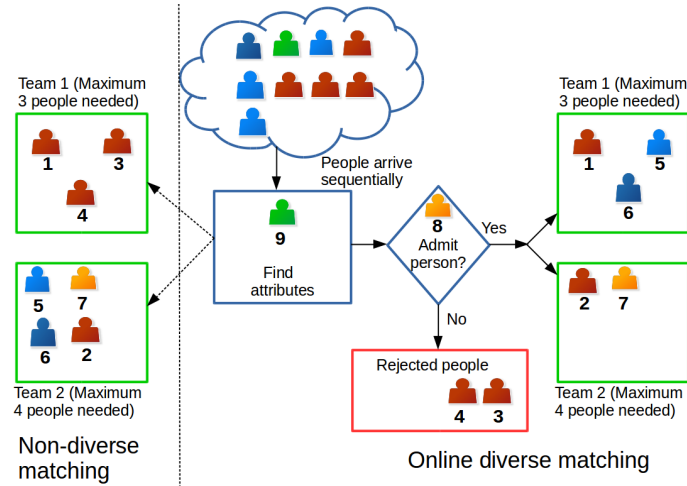 Team 1 (Maximum
3 people needed)
1
3
4
5
7
6
2
Team 2 (Maximum
4 people needed)
Non-diverse
matching
People arrive
sequentially
9
Find
attributes
8
Admit
person?
Yes
No
Rejected people
4
3
Team 1 (Maximum
3 people needed)
1
5
6
2
7
Team 2 (Maximum
4 people needed)
Online diverse matching